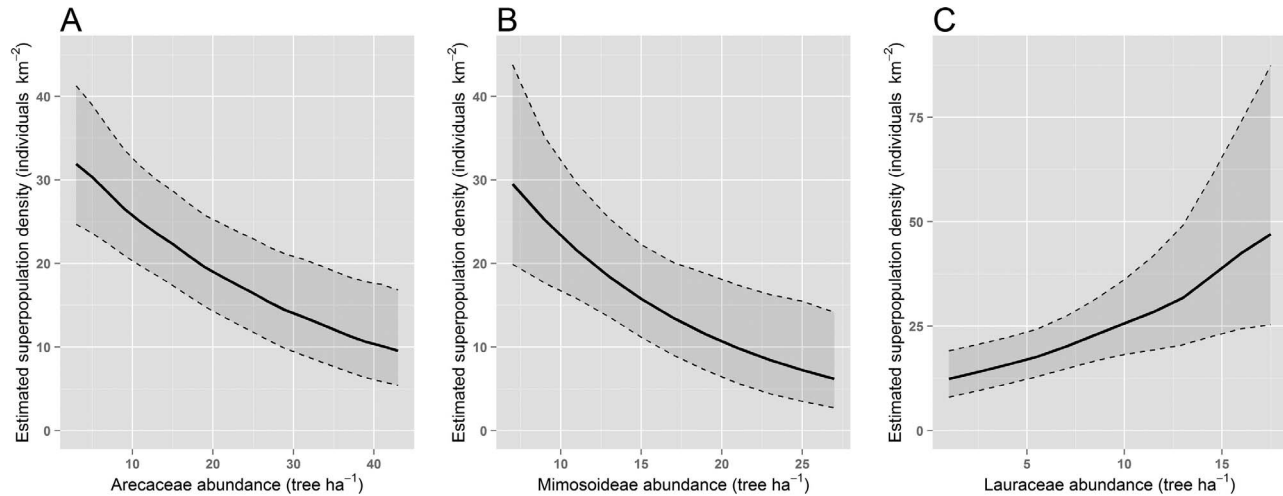 A
Estimated superpopulation density (individuals km⁻²)
40
30
20
10
0
10 20 30 40
Arecaceae abundance (tree ha⁻¹)
B
Estimated superpopulation density (individuals km⁻²)
40
30
20
10
0
10 15 20 25
Mimosoideae abundance (tree ha⁻¹)
C
Estimated superpopulation density (individuals km⁻²)
75
50
25
0
5 10 15
Lauraceae abundance (tree ha⁻¹)